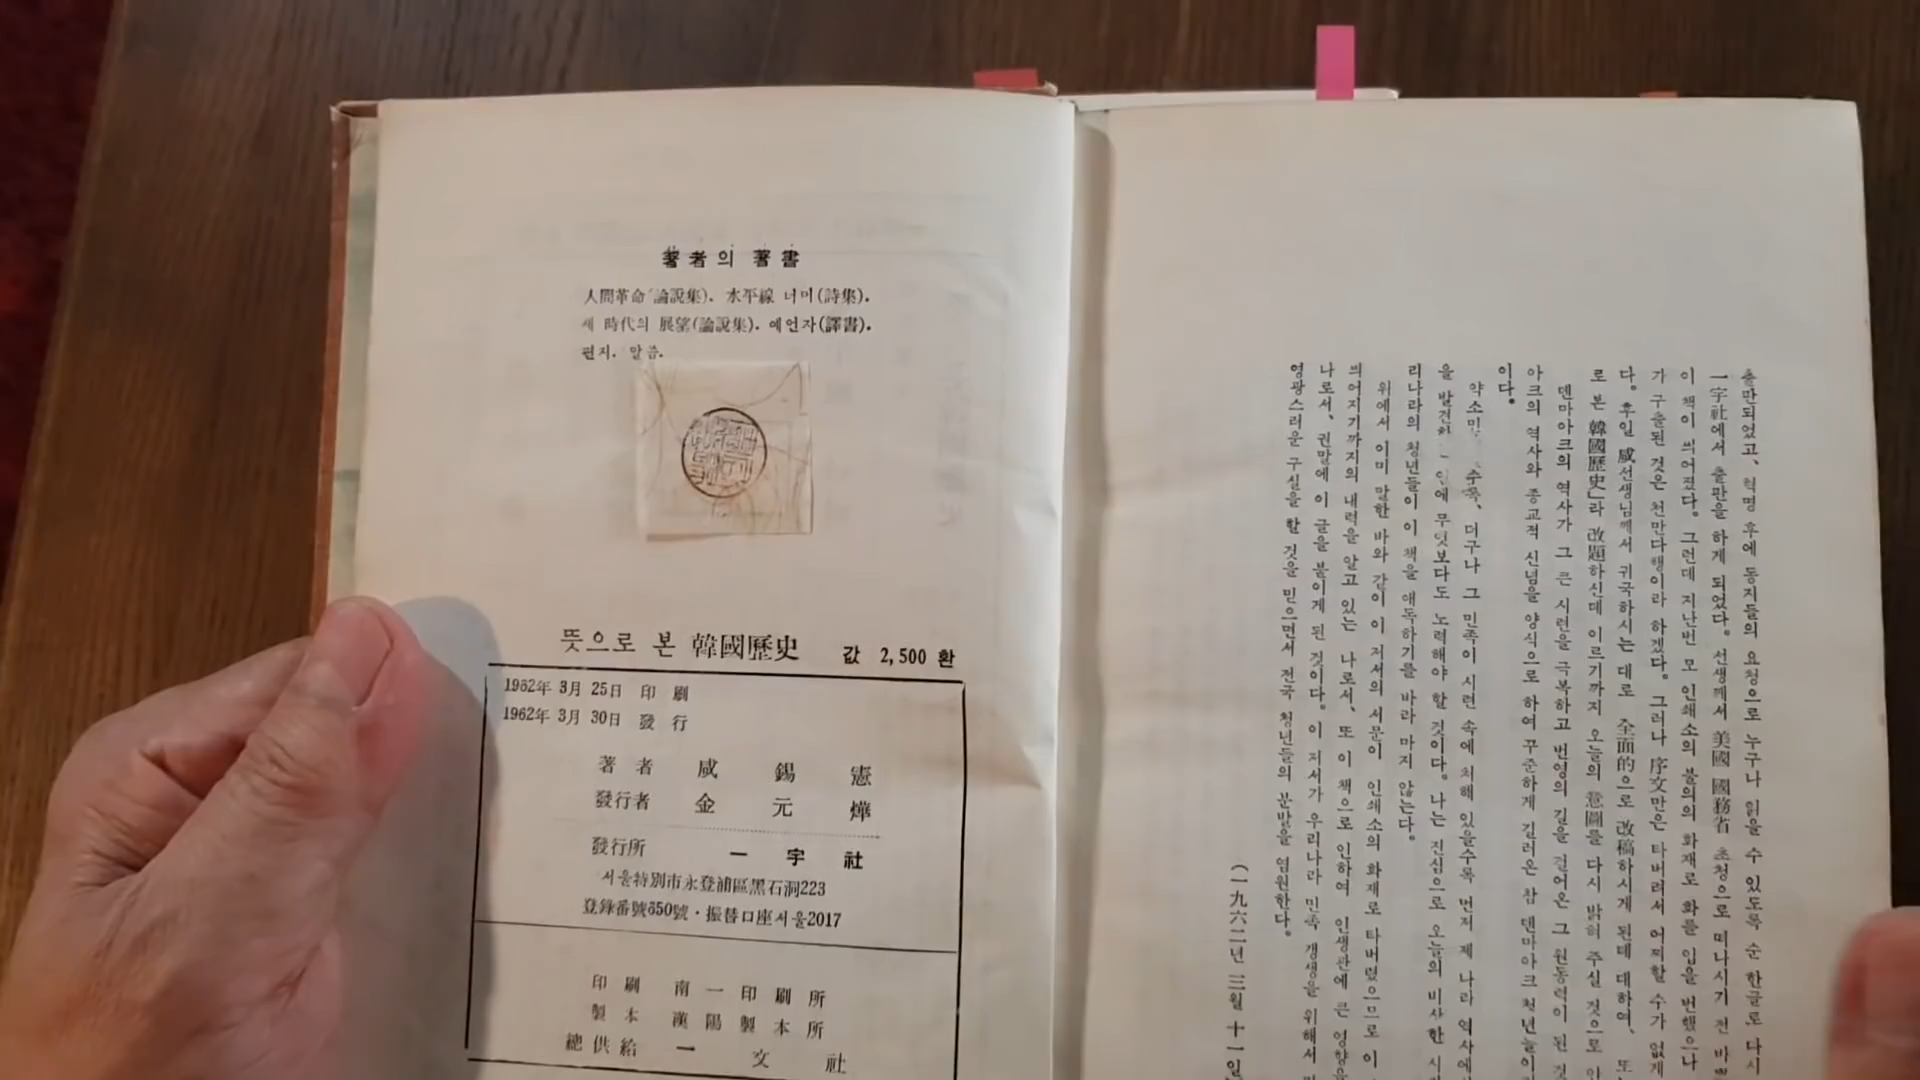 著者의 著書
人間革命(論說集). 水平線 너머(詩集).
새 時代의 展望(論說集). 예언자(譯書).
편지. 말씀.
뜻으로 본 韓國歷史 값 2,500 환
1962年 3月 25日 印刷
1962年 3月 30日 發行
著者 咸錫憲
發行者 金元燁
發行所 一宇社
서울特別市永登浦區黑石洞223
登錄番號650號·振替口座서울2017
印刷 南一印刷所
製本 漢陽製本所
總供給 一文社
출판되었고, 혁명 후에 동지들의 요청으로 누구나 읽을 수 있도록 순 한글로 다시
一宇社에서 출판을 하게 되었다. 선생께서 美國 國務省 초청으로 떠나시기 전 바쁘
이 책이 씌어졌다. 그런데 지난번 모 인쇄소의 불의의 화재로 화를 입을 번했으나
가 구출된 것은 천만다행이라 하겠다. 그러나 序文만은 타버려서 어찌할 수가 없게
다. 후일 咸선생님께서 귀국하시는 대로 全面的으로 改稿하시게 된데 대하여, 또
로 본 韓國歷史」라 改題하신데 이르기까지 오늘의 意圖를 다시 밝혀 주실 것으로
덴마아크의 역사가 그 큰 시련을 극복하고 번영의 길을 걸어온 그 원동력이 된 것
아크의 역사와 종교적 신념을 양식으로 하여 꾸준하게 길러온 참 덴마아크 청년들이
이다.
약소민 수록, 더구나 그 민족이 시련 속에 처해 있을수록 먼저 제 나라 역사에서
을 발견 에 무엇보다도 노력해야 할 것이다. 나는 진심으로 오늘의 비사한 시
리나라의 청년들이 이 책을 애독하기를 바라 마지 않는다.
위에서 이미 말한 바와 같이 이 저서의 서문이 인쇄소의 화재로 타버렸으므로 이
씌어지기까지의 내력을 알고 있는 나로서, 또 이 책으로 인하여 인생관에 큰 영향을
나로서, 권말에 이 글을 붙이게 된 것이다. 이 저서가 우리나라 민족 갱생을 위해서
영광스러운 구실을 할 것을 믿으면서 전국 청년들의 분발을 염원한다.
(一九六二년 三월 十一일